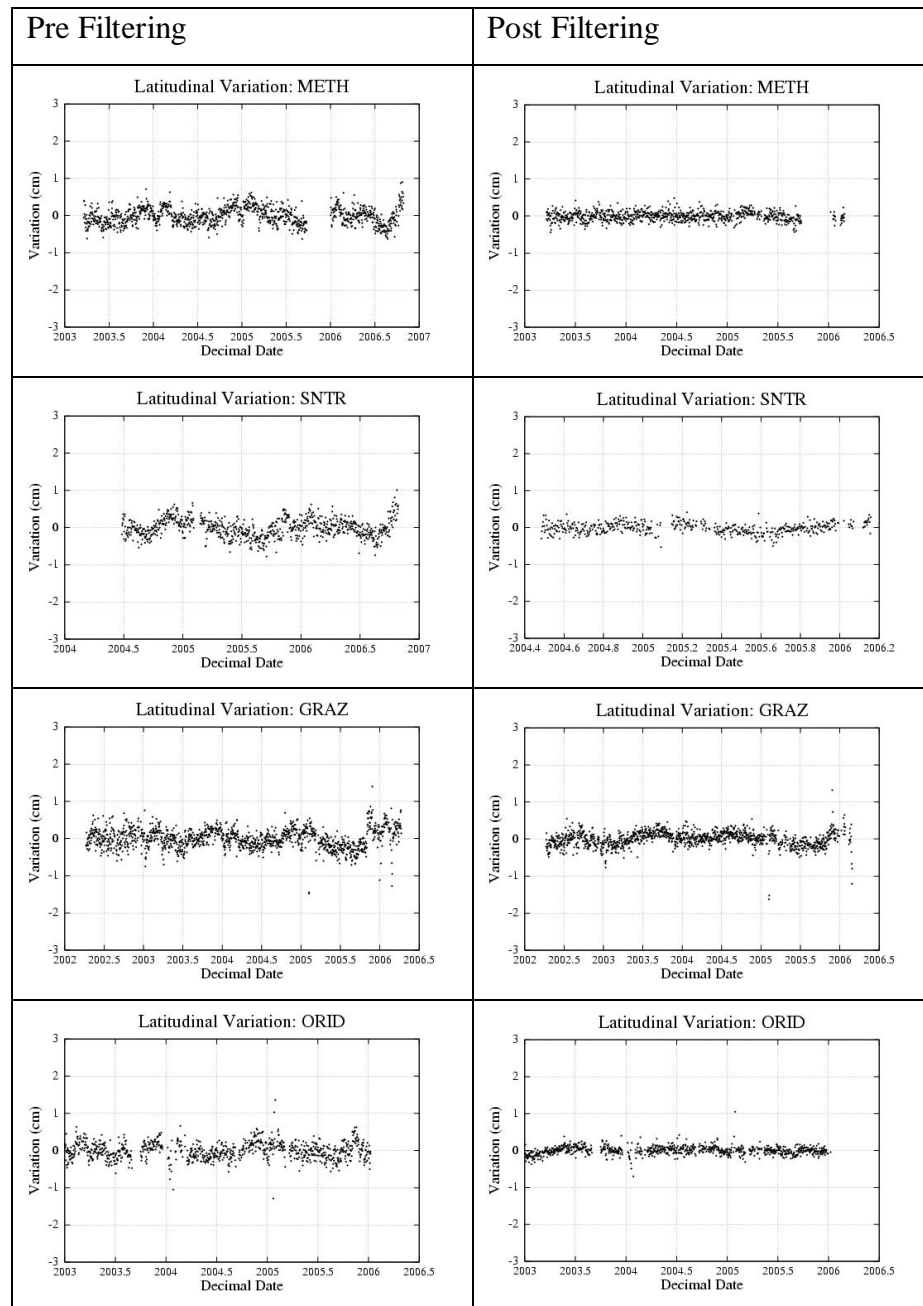 Pre Filtering
Post Filtering
Latitudinal Variation: METH
3
2
1
0
-1
-2
-3
Variation (cm)
2003 2003.5 2004 2004.5 2005 2005.5 2006 2006.5 2007
Decimal Date
Latitudinal Variation: METH
3
2
1
0
-1
-2
-3
Variation (cm)
2003 2003.5 2004 2004.5 2005 2005.5 2006 2006.5
Decimal Date
Latitudinal Variation: SNTR
3
2
1
0
-1
-2
-3
Variation (cm)
2004 2004.5 2005 2005.5 2006 2006.5 2007
Decimal Date
Latitudinal Variation: SNTR
3
2
1
0
-1
-2
-3
Variation (cm)
2004.4 2004.6 2004.8 2005 2005.2 2005.4 2005.6 2005.8 2006 2006.2
Decimal Date
Latitudinal Variation: GRAZ
3
2
1
0
-1
-2
-3
Variation (cm)
2002 2002.5 2003 2003.5 2004 2004.5 2005 2005.5 2006 2006.5
Decimal Date
Latitudinal Variation: GRAZ
3
2
1
0
-1
-2
-3
Variation (cm)
2002 2002.5 2003 2003.5 2004 2004.5 2005 2005.5 2006 2006.5
Decimal Date
Latitudinal Variation: ORID
3
2
1
0
-1
-2
-3
Variation (cm)
2003 2003.5 2004 2004.5 2005 2005.5 2006 2006.5
Decimal Date
Latitudinal Variation: ORID
3
2
1
0
-1
-2
-3
Variation (cm)
2003 2003.5 2004 2004.5 2005 2005.5 2006 2006.5
Decimal Date